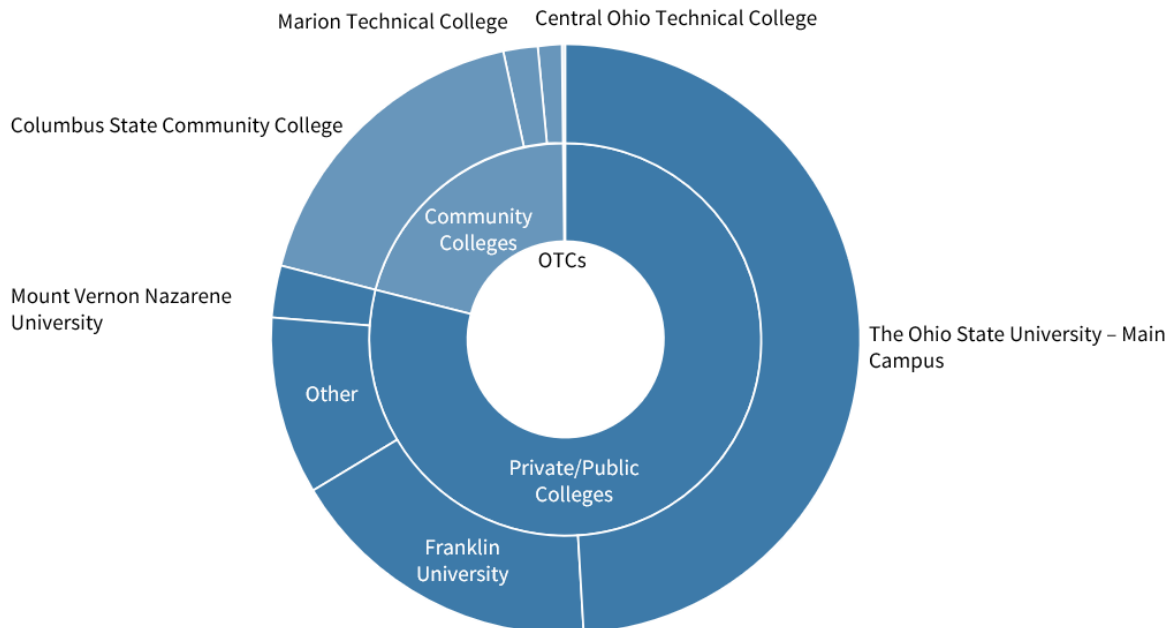 Marion Technical College
Central Ohio Technical College
Columbus State Community College
Community
Colleges
OTCs
Mount Vernon Nazarene
University
The Ohio State University – Main
Campus
Other
Private/Public
Colleges
Franklin
University